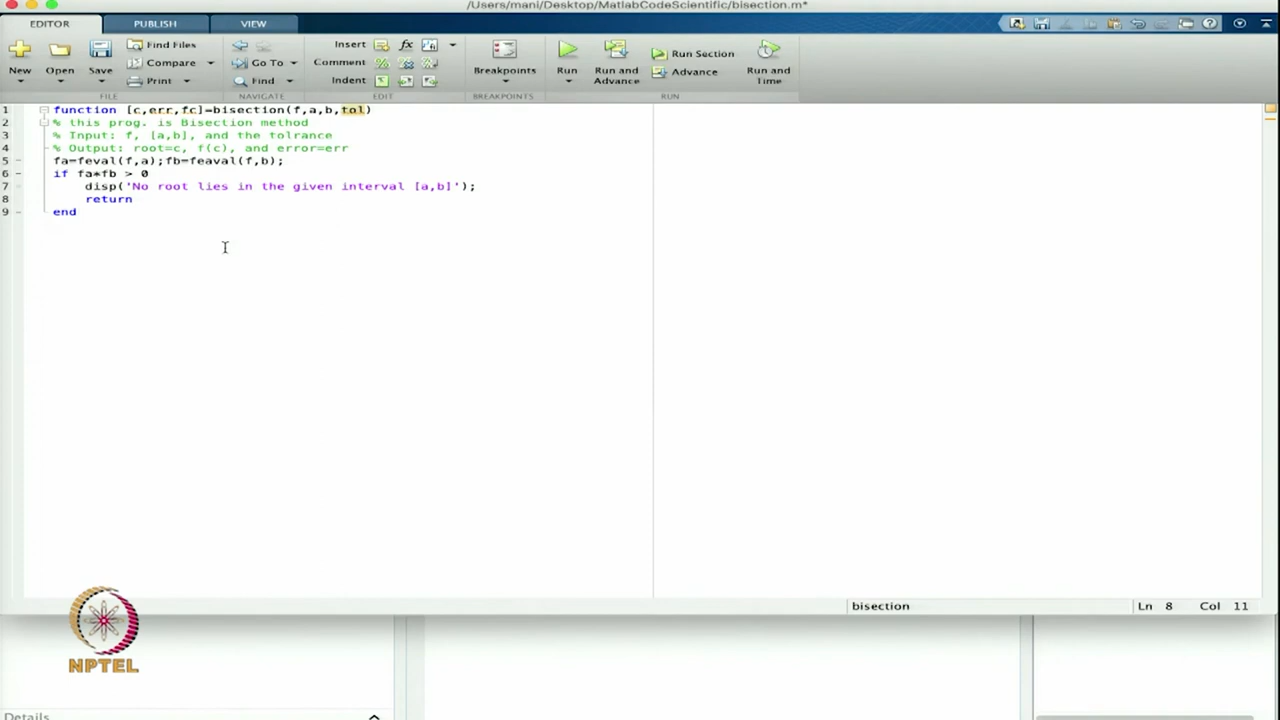 /Users/mani/Desktop/MatlabCodeScientific/bisection.m*
EDITOR PUBLISH VIEW
New Open Save Find Files Compare Print
Insert Comment Indent fx
Go To Find
Breakpoints Run Run and Advance Run Section Advance Run and Time
FILE NAVIGATE EDIT BREAKPOINTS RUN
1 function [c,err,fc]=bisection(f,a,b,tol)
2 % this prog. is Bisection method
3 % Input: f, [a,b], and the tolrance
4 % Output: root=c, f(c), and error=err
5 fa=feval(f,a);fb=feaval(f,b);
6 if fa*fb > 0
7 disp('No root lies in the given interval [a,b]');
8 return
9 end
bisection Ln 8 Col 11
NPTEL
Details